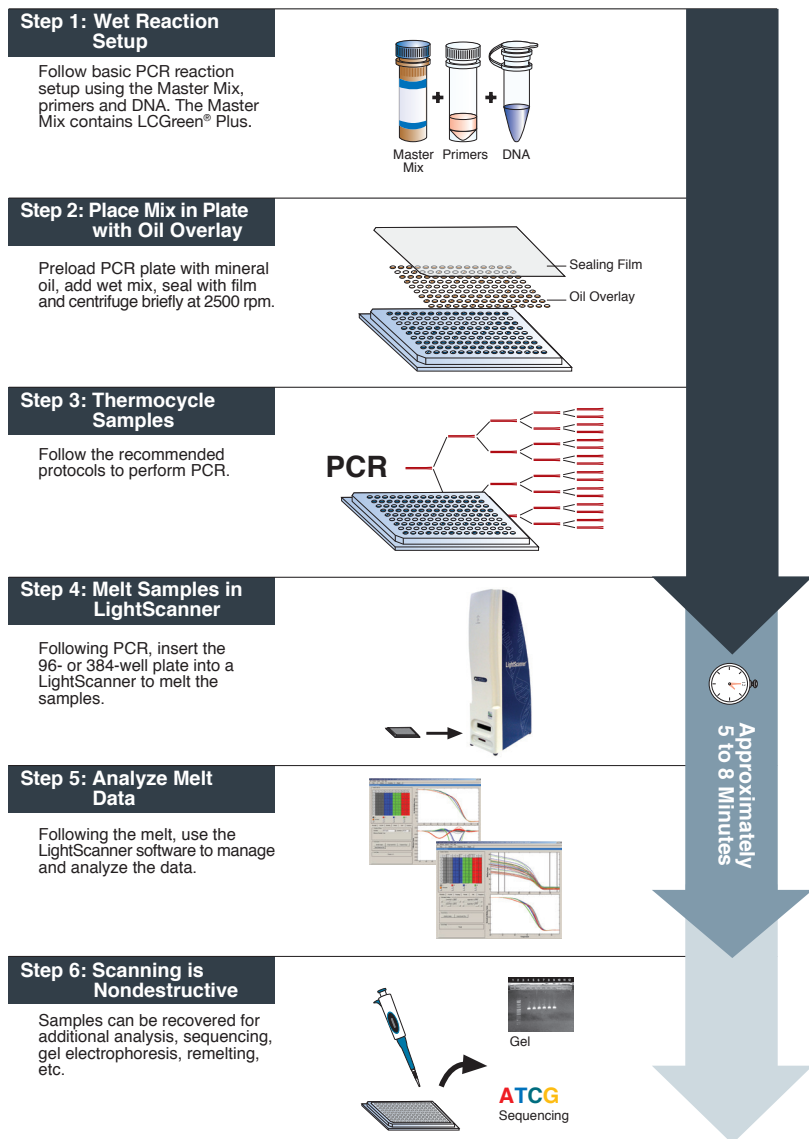 Step 1: Wet Reaction
Setup
Follow basic PCR reaction
setup using the Master Mix,
primers and DNA. The Master
Mix contains LCGreen® Plus.
Master
Mix
Primers
DNA
Step 2: Place Mix in Plate
with Oil Overlay
Preload PCR plate with mineral
oil, add wet mix, seal with film
and centrifuge briefly at 2500 rpm.
Sealing Film
Oil Overlay
Step 3: Thermocycle
Samples
Follow the recommended
protocols to perform PCR.
PCR
Step 4: Melt Samples in
LightScanner
Following PCR, insert the
96- or 384-well plate into a
LightScanner to melt the
samples.
LightScanner
Approximately
5 to 8 Minutes
Step 5: Analyze Melt
Data
Following the melt, use the
LightScanner software to manage
and analyze the data.
Step 6: Scanning is
Nondestructive
Samples can be recovered for
additional analysis, sequencing,
gel electrophoresis, remelting,
etc.
Gel
ATCG
Sequencing